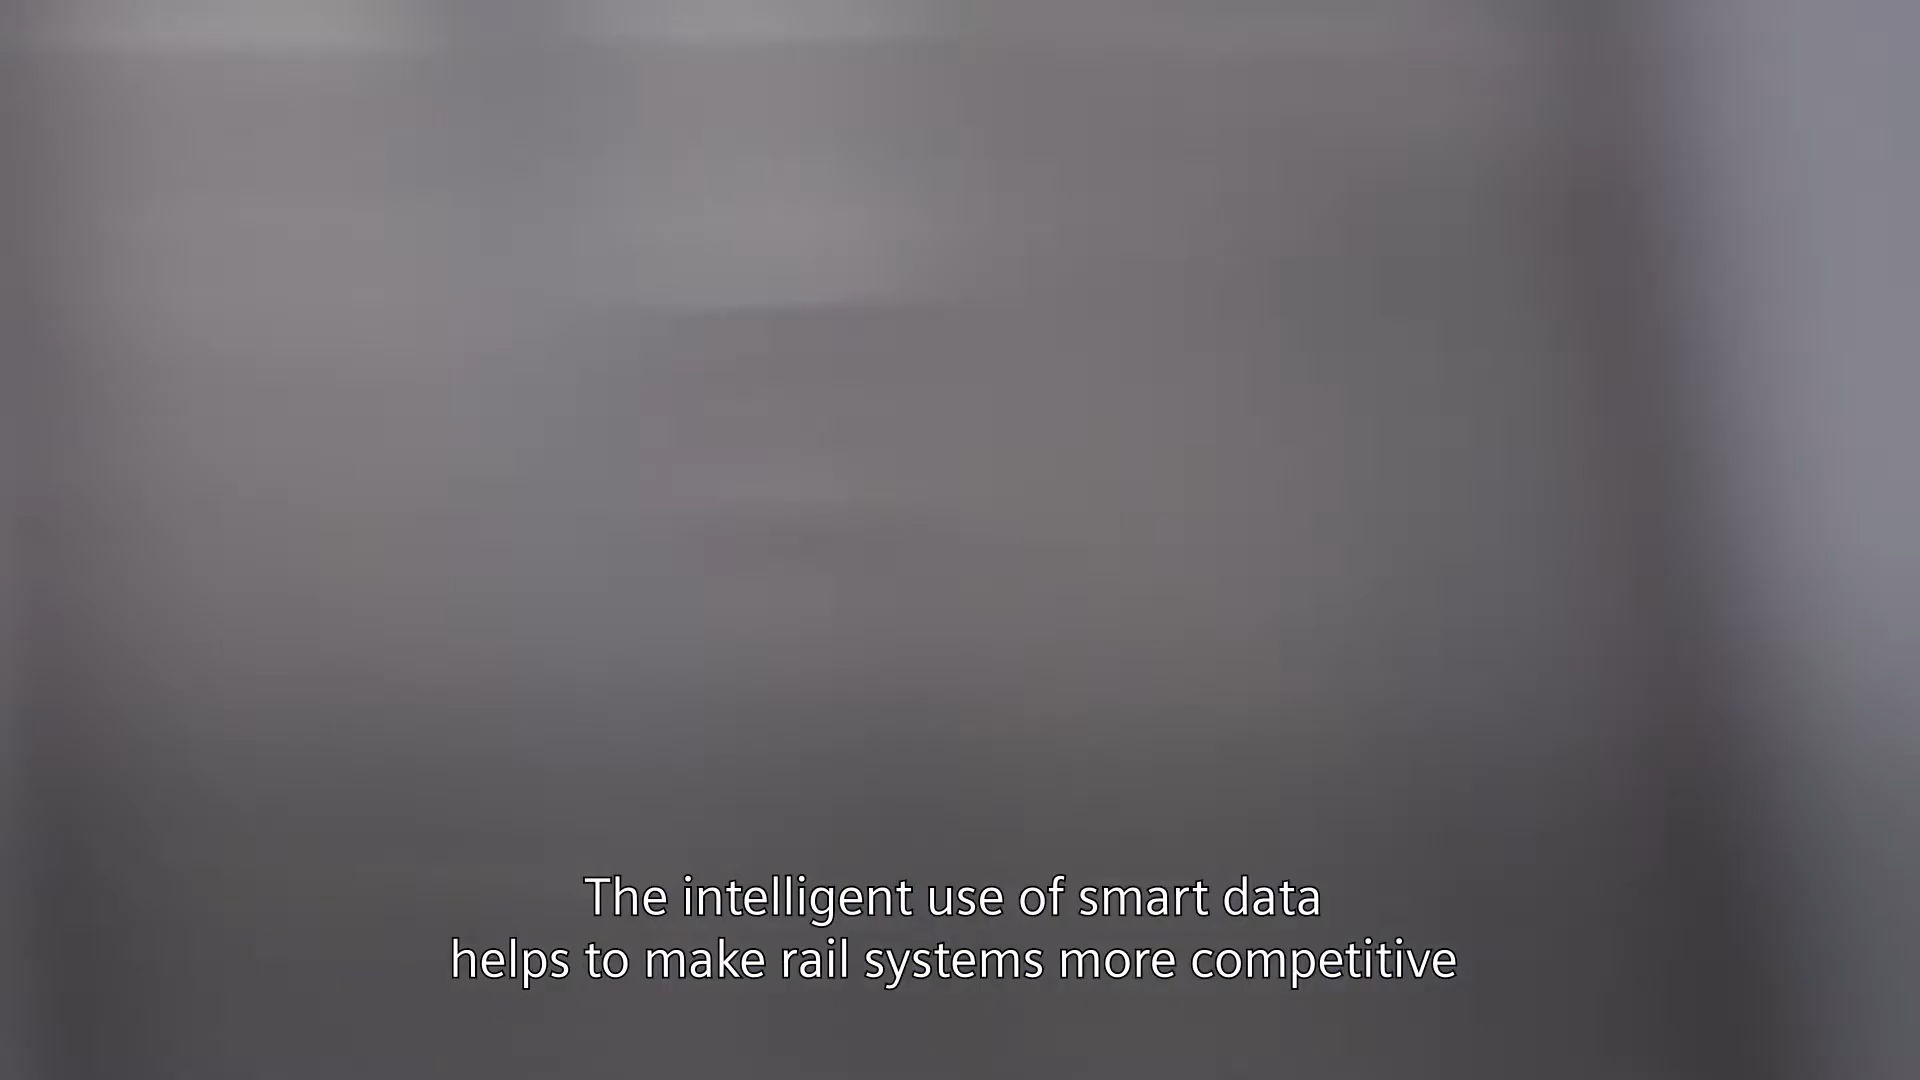 The intelligent use of smart data
helps to make rail systems more competitive